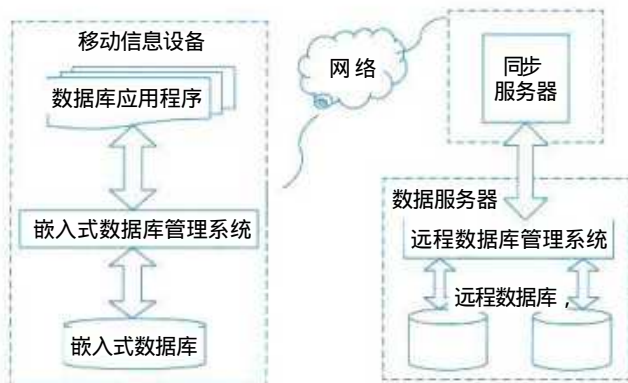 移动信息设备
数据库应用程序
嵌入式数据库管理系统
嵌入式数据库
网络
同步
服务器
数据服务器
远程数据库管理系统
远程数据库，